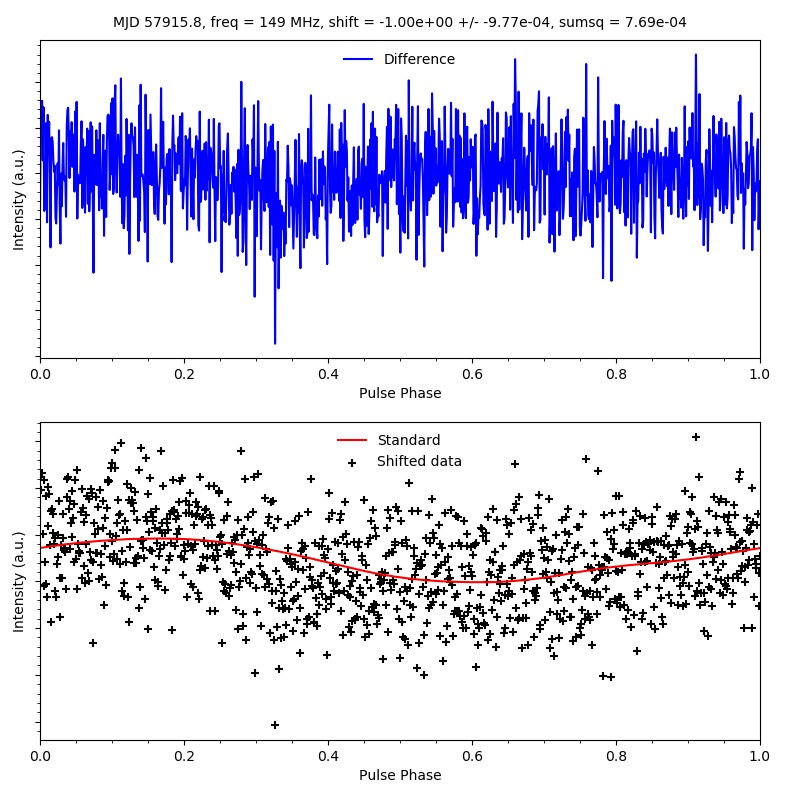 MJD 57915.8, freq = 149 MHz, shift = -1.00e+00 +/- -9.77e-04, sumsq = 7.69e-04
Difference
Intensity (a.u.)
0.0 0.2 0.4 0.6 0.8 1.0
Pulse Phase
Standard
Shifted data
Intensity (a.u.)
0.0 0.2 0.4 0.6 0.8 1.0
Pulse Phase